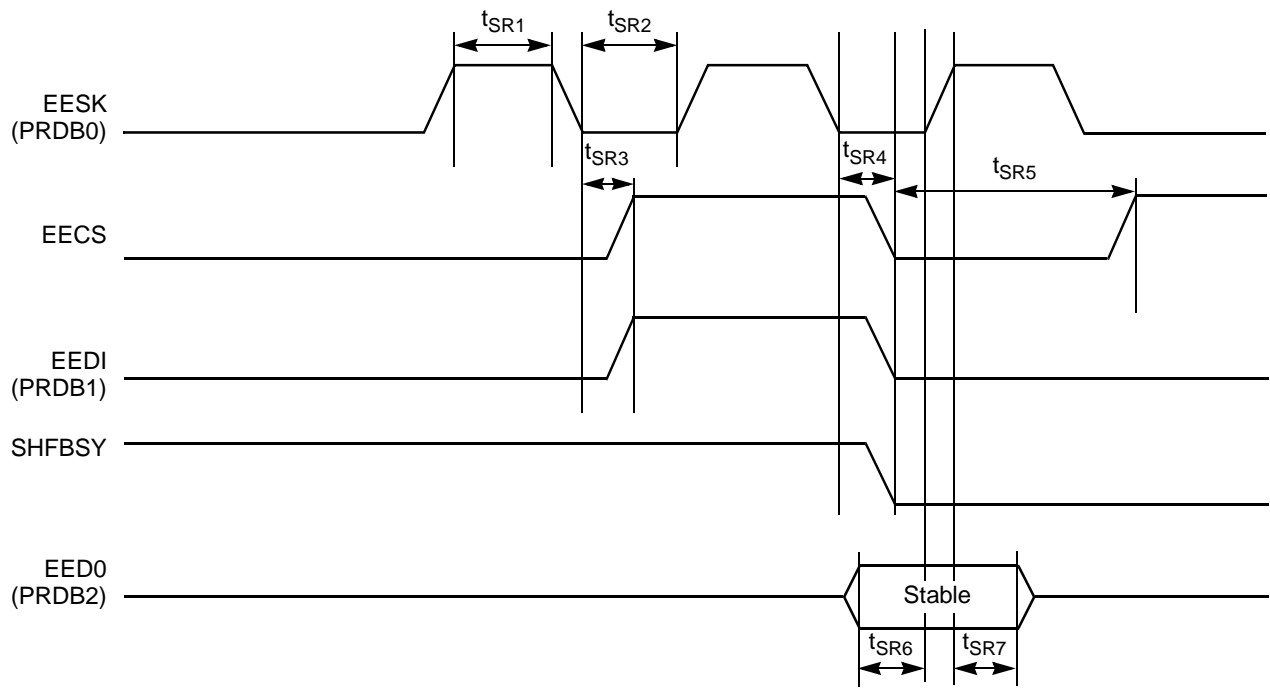 tSR1
tSR2
EESK
(PRDB0)
tSR3
tSR4
tSR5
EECS
EEDI
(PRDB1)
SHFBSY
EED0
(PRDB2)
Stable
tSR6
tSR7